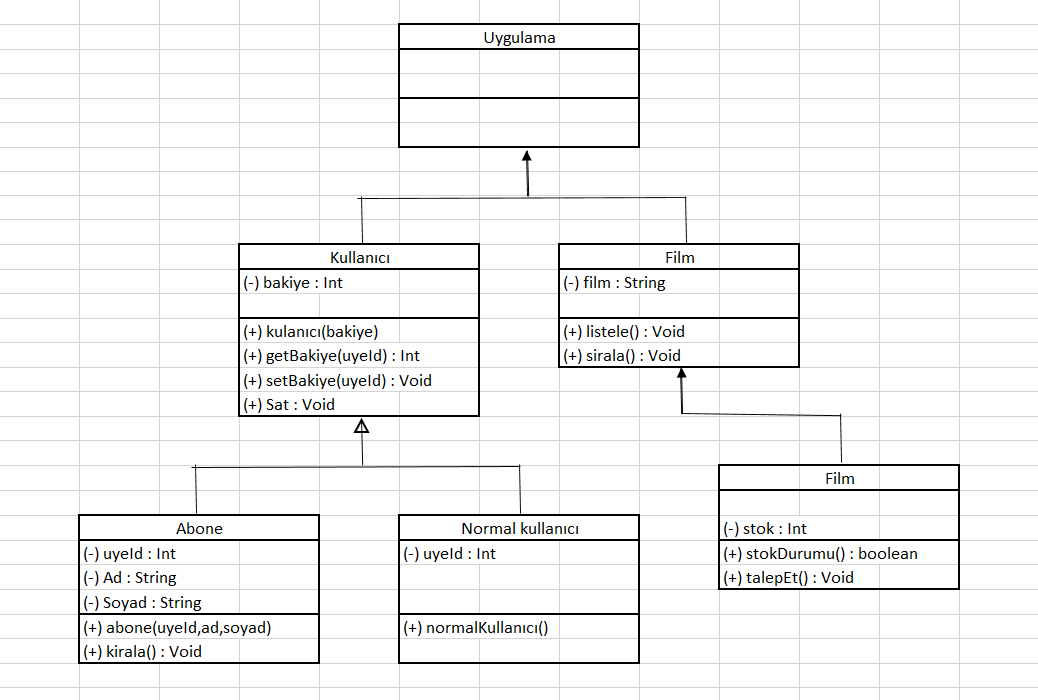 Uygulama
Kullanıcı
(-) bakiye : Int
(+) kulanıcı(bakiye)
(+) getBakiye(uyeId) : Int
(+) setBakiye(uyeId) : Void
(+) Sat : Void
Film
(-) film : String
(+) listele() : Void
(+) sirala() : Void
Abone
(-) uyeId : Int
(-) Ad : String
(-) Soyad : String
(+) abone(uyeId,ad,soyad)
(+) kirala() : Void
Normal kullanıcı
(-) uyeId : Int
(+) normalKullanıcı()
Film
(-) stok : Int
(+) stokDurumu() : boolean
(+) talepEt() : Void